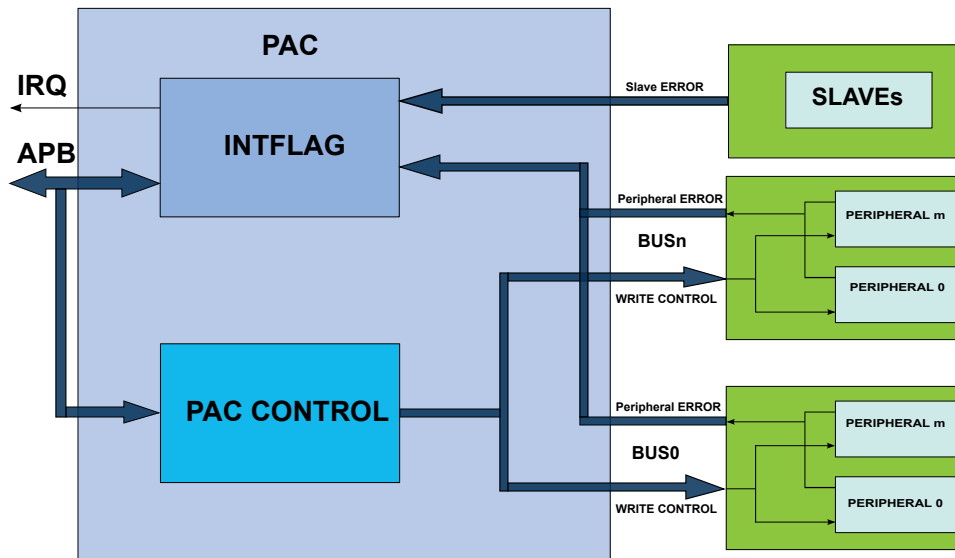 PAC
IRQ
APB
INTFLAG
PAC CONTROL
Slave ERROR
SLAVEs
Peripheral ERROR
BUSn
WRITE CONTROL
PERIPHERAL m
PERIPHERAL 0
Peripheral ERROR
BUS0
WRITE CONTROL
PERIPHERAL m
PERIPHERAL 0